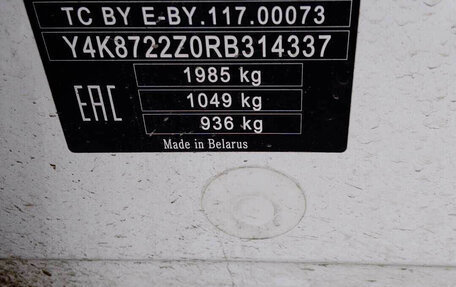 TC BY E-BY.117.00073
Y4K8722Z0RB314337
1985 kg
EAC 1049 kg
936 kg
Made in Belarus